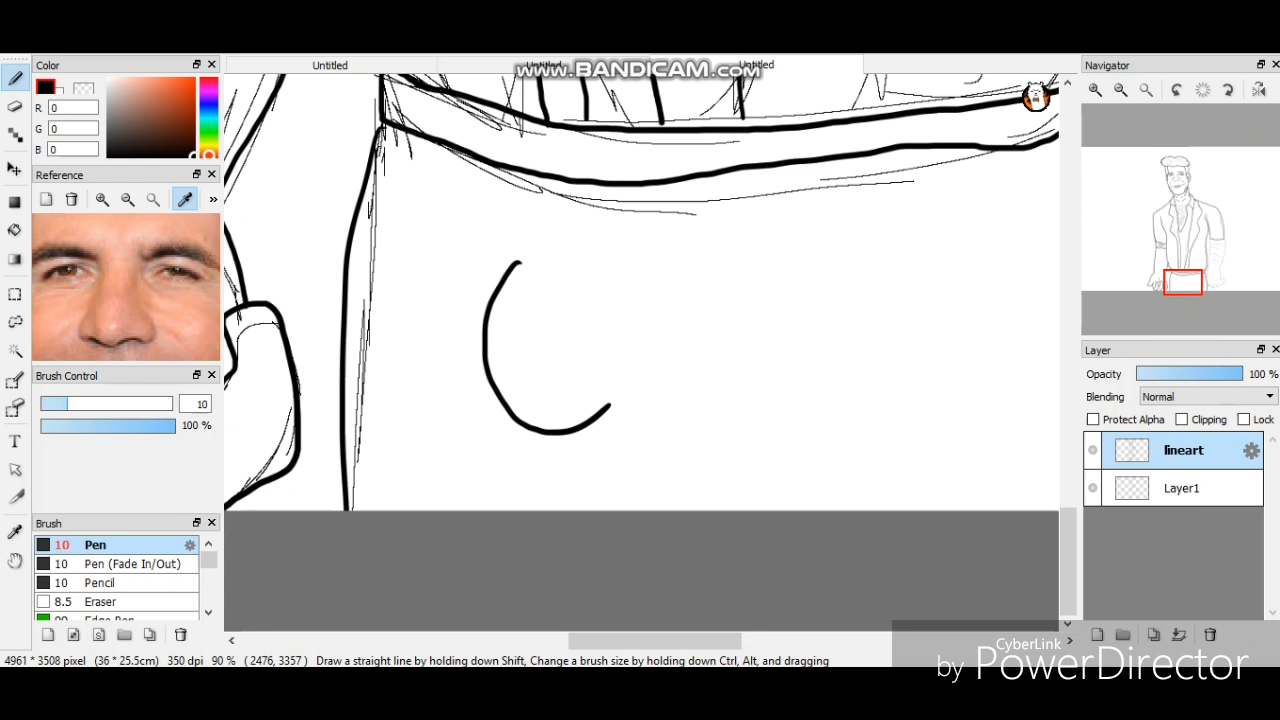 www.BANDICAM.com
Color
Untitled
Untitled
Untitled
Navigator
R 0
G 0
B 0
Reference
»
Brush Control
10
100 %
Layer
Opacity 100 %
Blending Normal
Protect Alpha Clipping Lock
lineart
Layer1
Brush
10 Pen
10 Pen (Fade In/Out)
10 Pencil
8.5 Eraser
4961 * 3508 pixel (36 * 25.5cm) 350 dpi 90 % ( 2476, 3357 ) Draw a straight line by holding down Shift, Change a brush size by holding down Ctrl, Alt, and dragging
CyberLink
by PowerDirector